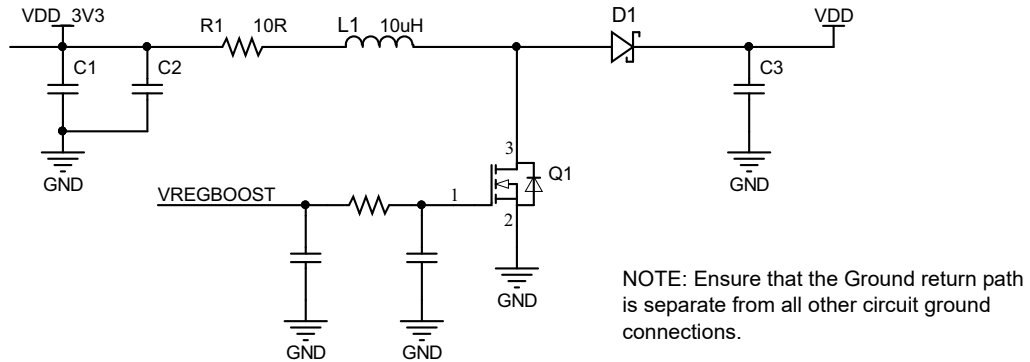 VDD_3V3
R1 10R
L1 10uH
D1
VDD
C1
C2
C3
GND
GND
3
Q1
VREGBOOST
1
2
GND
GND
GND
NOTE: Ensure that the Ground return path
is separate from all other circuit ground
connections.